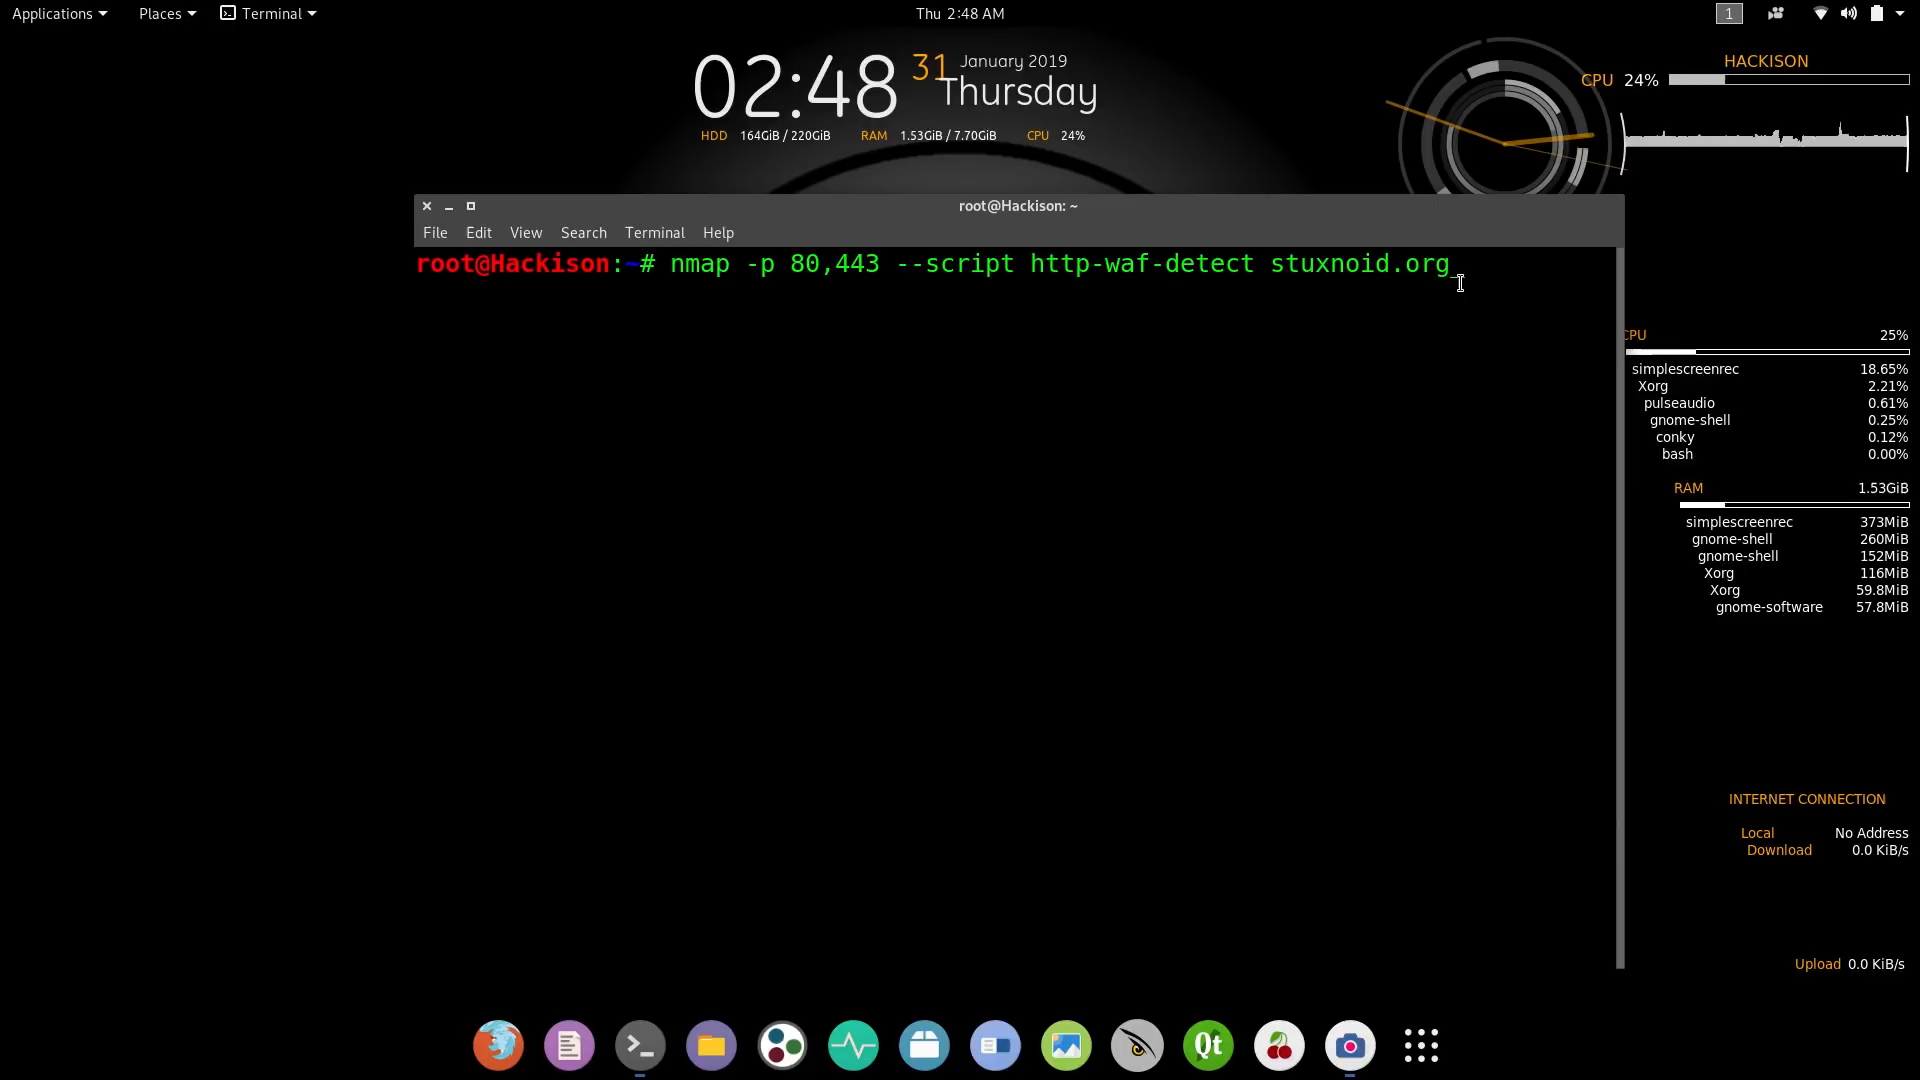 Applications Places Terminal Thu 2:48 AM 1
02:48 31 January 2019
Thursday
HDD 164GiB / 220GiB RAM 1.53GiB / 7.70GiB CPU 24%
HACKISON
CPU 24%
root@Hackison: ~
File Edit View Search Terminal Help
root@Hackison:~# nmap -p 80,443 --script http-waf-detect stuxnoid.org
CPU 25%
simplescreenrec 18.65%
Xorg 2.21%
pulseaudio 0.61%
gnome-shell 0.25%
conky 0.12%
bash 0.00%
RAM 1.53GiB
simplescreenrec 373MiB
gnome-shell 260MiB
gnome-shell 152MiB
Xorg 116MiB
Xorg 59.8MiB
gnome-software 57.8MiB
INTERNET CONNECTION
Local No Address
Download 0.0 KiB/s
Upload 0.0 KiB/s
Qt